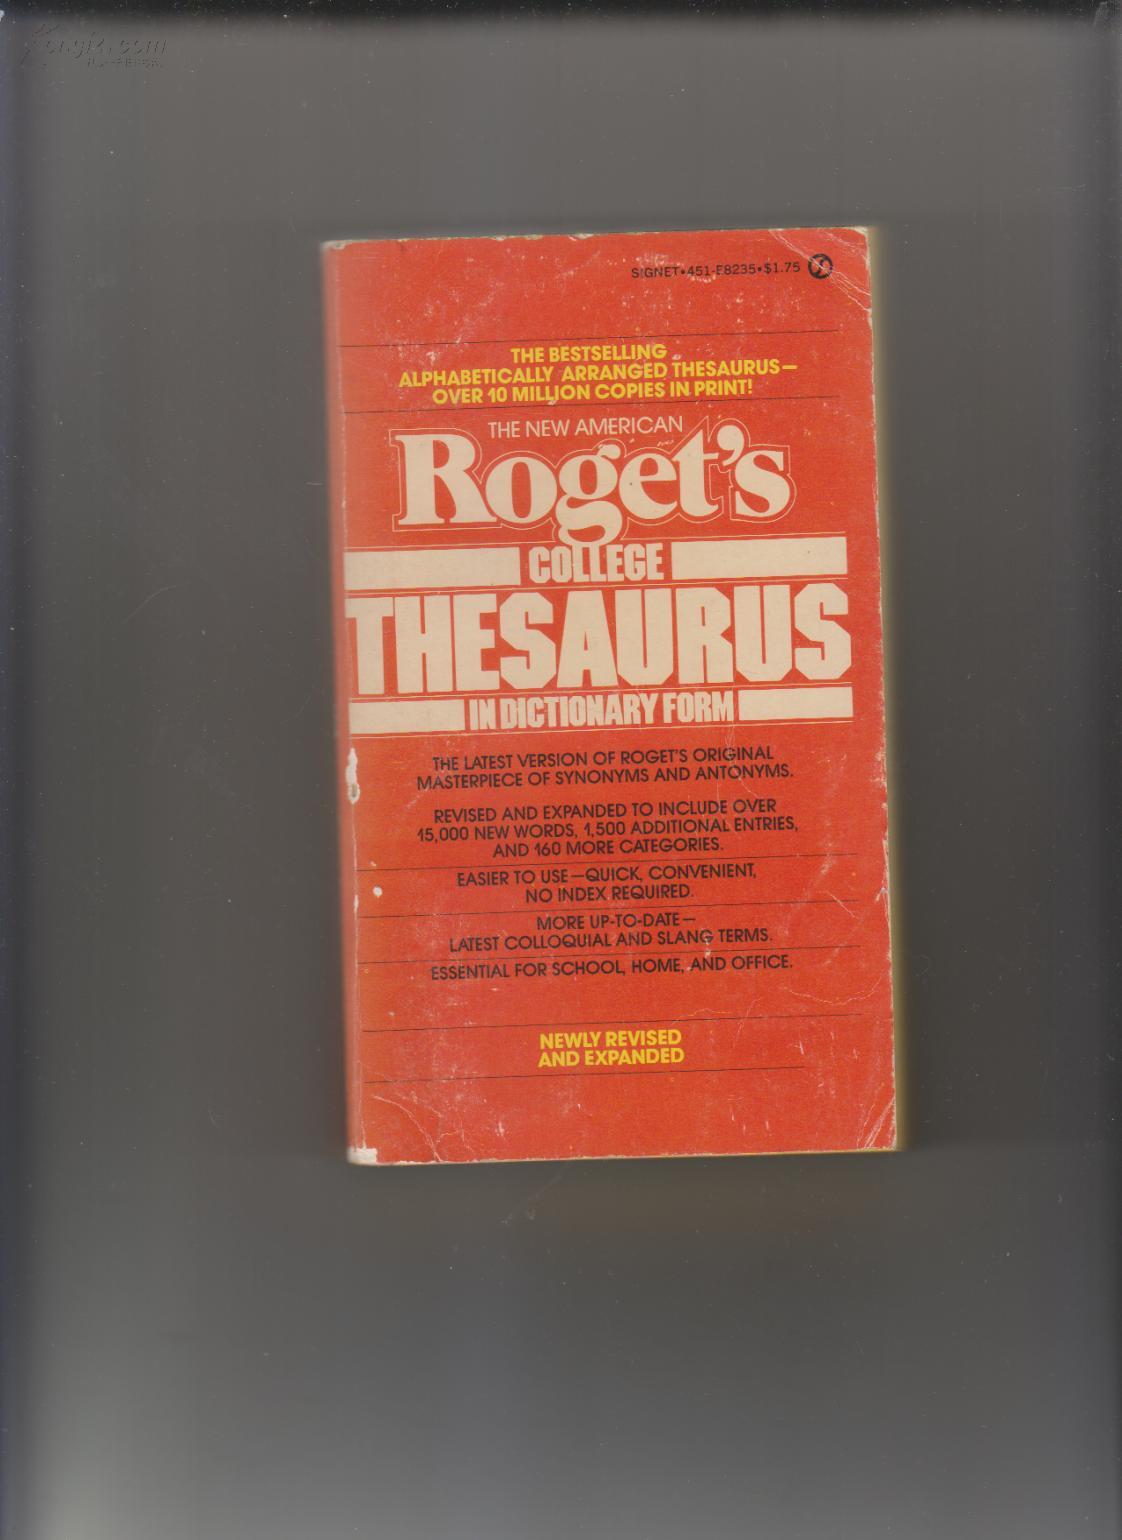 SIGNET•451-E8235•$1.75
THE BESTSELLING
ALPHABETICALLY ARRANGED THESAURUS—
OVER 10 MILLION COPIES IN PRINT!
THE NEW AMERICAN
Roget's
COLLEGE
THESAURUS
IN DICTIONARY FORM
THE LATEST VERSION OF ROGET'S ORIGINAL
MASTERPIECE OF SYNONYMS AND ANTONYMS.
REVISED AND EXPANDED TO INCLUDE OVER
15,000 NEW WORDS, 1,500 ADDITIONAL ENTRIES,
AND 160 MORE CATEGORIES.
EASIER TO USE—QUICK, CONVENIENT,
NO INDEX REQUIRED.
MORE UP-TO-DATE—
LATEST COLLOQUIAL AND SLANG TERMS.
ESSENTIAL FOR SCHOOL, HOME, AND OFFICE.
NEWLY REVISED
AND EXPANDED